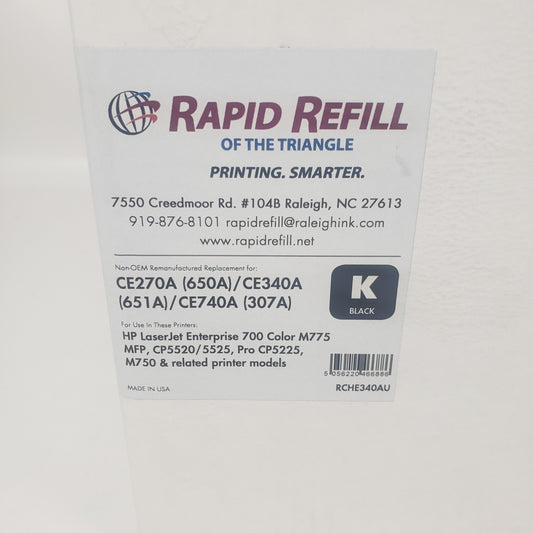 RAPID REFILL
OF THE TRIANGLE
PRINTING. SMARTER.
7550 Creedmoor Rd. #104B Raleigh, NC 27613
919-876-8101 rapidrefill@raleighink.com
www.rapidrefill.net
Non-OEM Remanufactured Replacement for:
CE270A (650A)/CE340A
(651A)/CE740A (307A)
K
BLACK
For Use In These Printers:
HP LaserJet Enterprise 700 Color M775
MFP, CP5520/5525, Pro CP5225,
M750 & related printer models
5 056220 466886
MADE IN USA
RCHE340AU